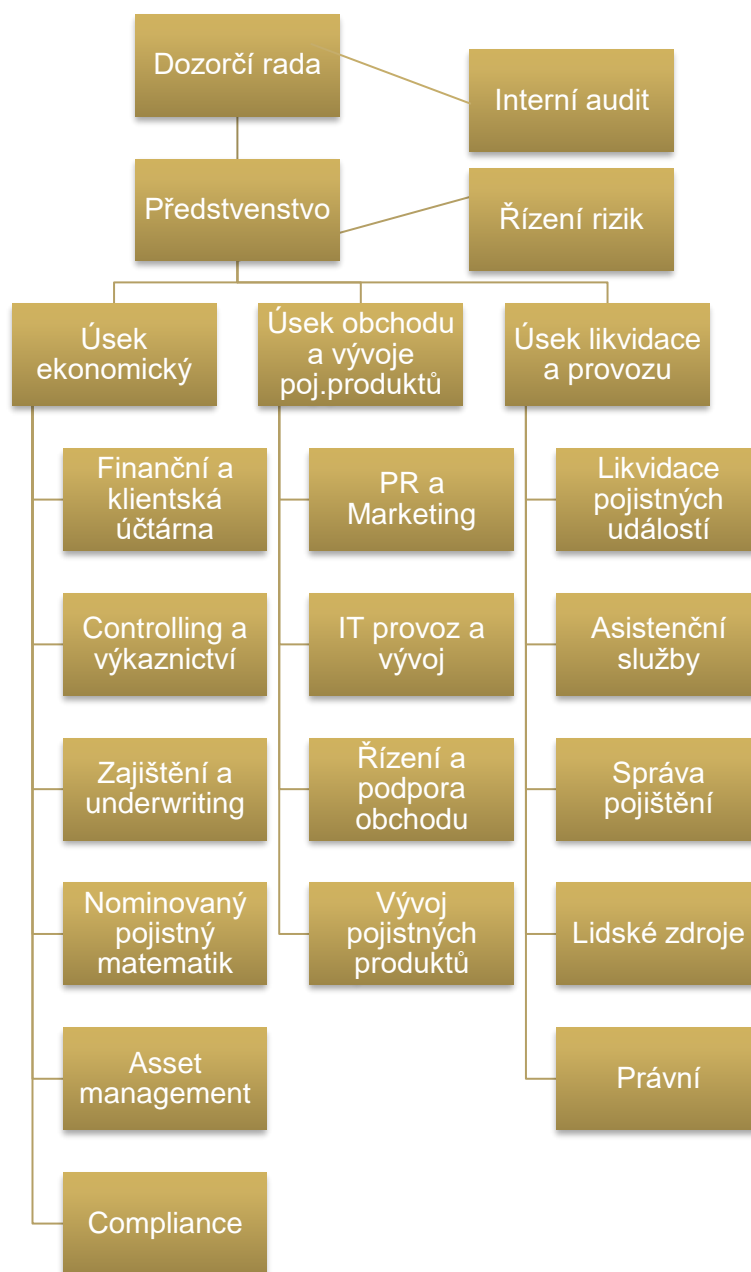 Dozorčí rada
Interní audit
Předstvenstvo
Řízení rizik
Úsek
ekonomický
Úsek obchodu
a vývoje
poj.produktů
Úsek likvidace
a provozu
Finanční a
klientská
účtárna
Controlling a
výkaznictví
Zajištění a
underwriting
Nominovaný
pojistný
matematik
Asset
management
Compliance
PR a
Marketing
IT provoz a
vývoj
Řízení a
podpora
obchodu
Vývoj
pojistných
produktů
Likvidace
pojistných
událostí
Asistenční
služby
Správa
pojištění
Lidské zdroje
Právní